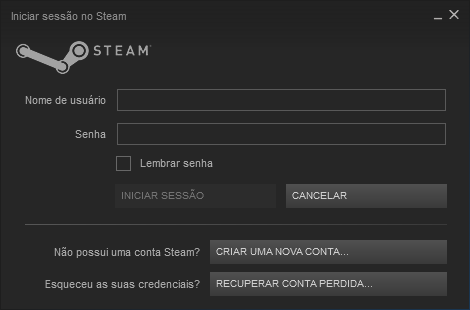 Iniciar sessão no Steam
STEAM
Nome de usuário
Senha
Lembrar senha
INICIAR SESSÃO CANCELAR
Não possui uma conta Steam? CRIAR UMA NOVA CONTA...
Esqueceu as suas credenciais? RECUPERAR CONTA PERDIDA...